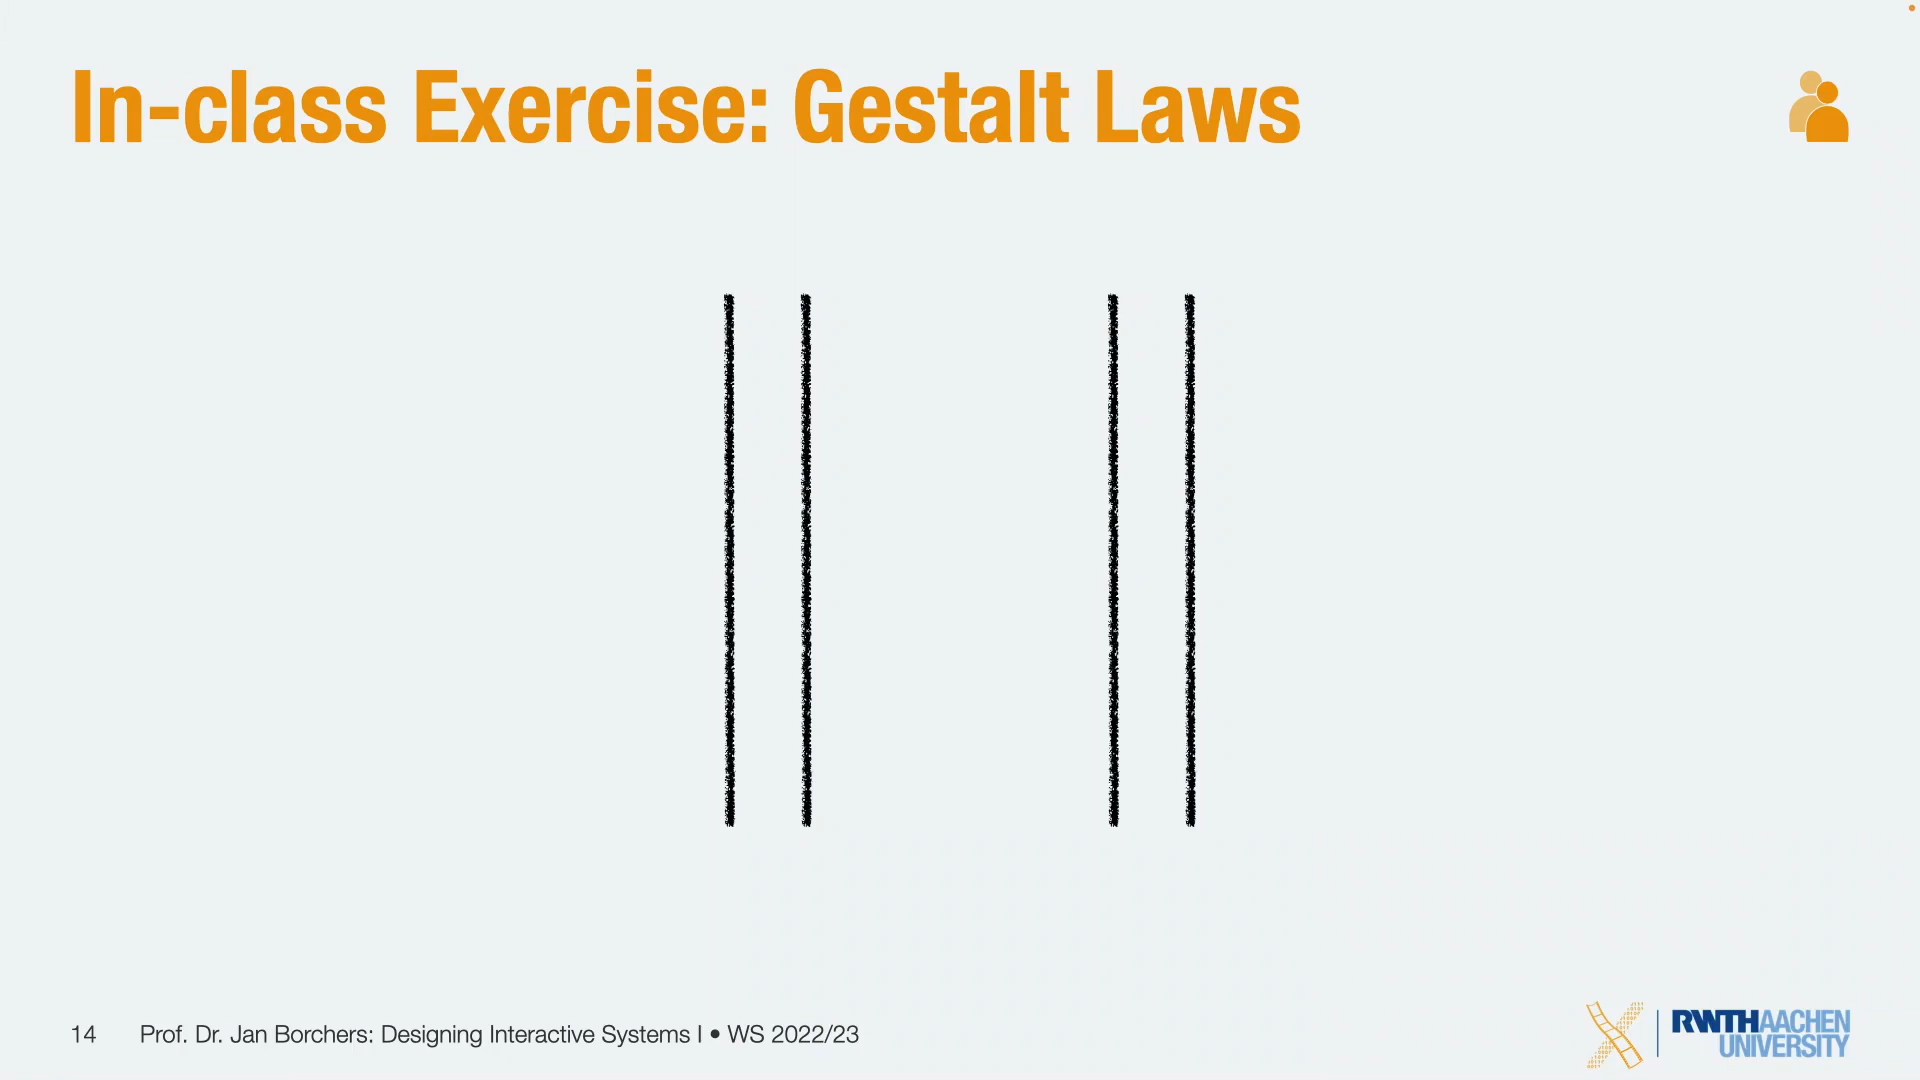 In-class Exercise: Gestalt Laws
14 Prof. Dr. Jan Borchers: Designing Interactive Systems I • WS 2022/23
RWTHAACHEN
UNIVERSITY